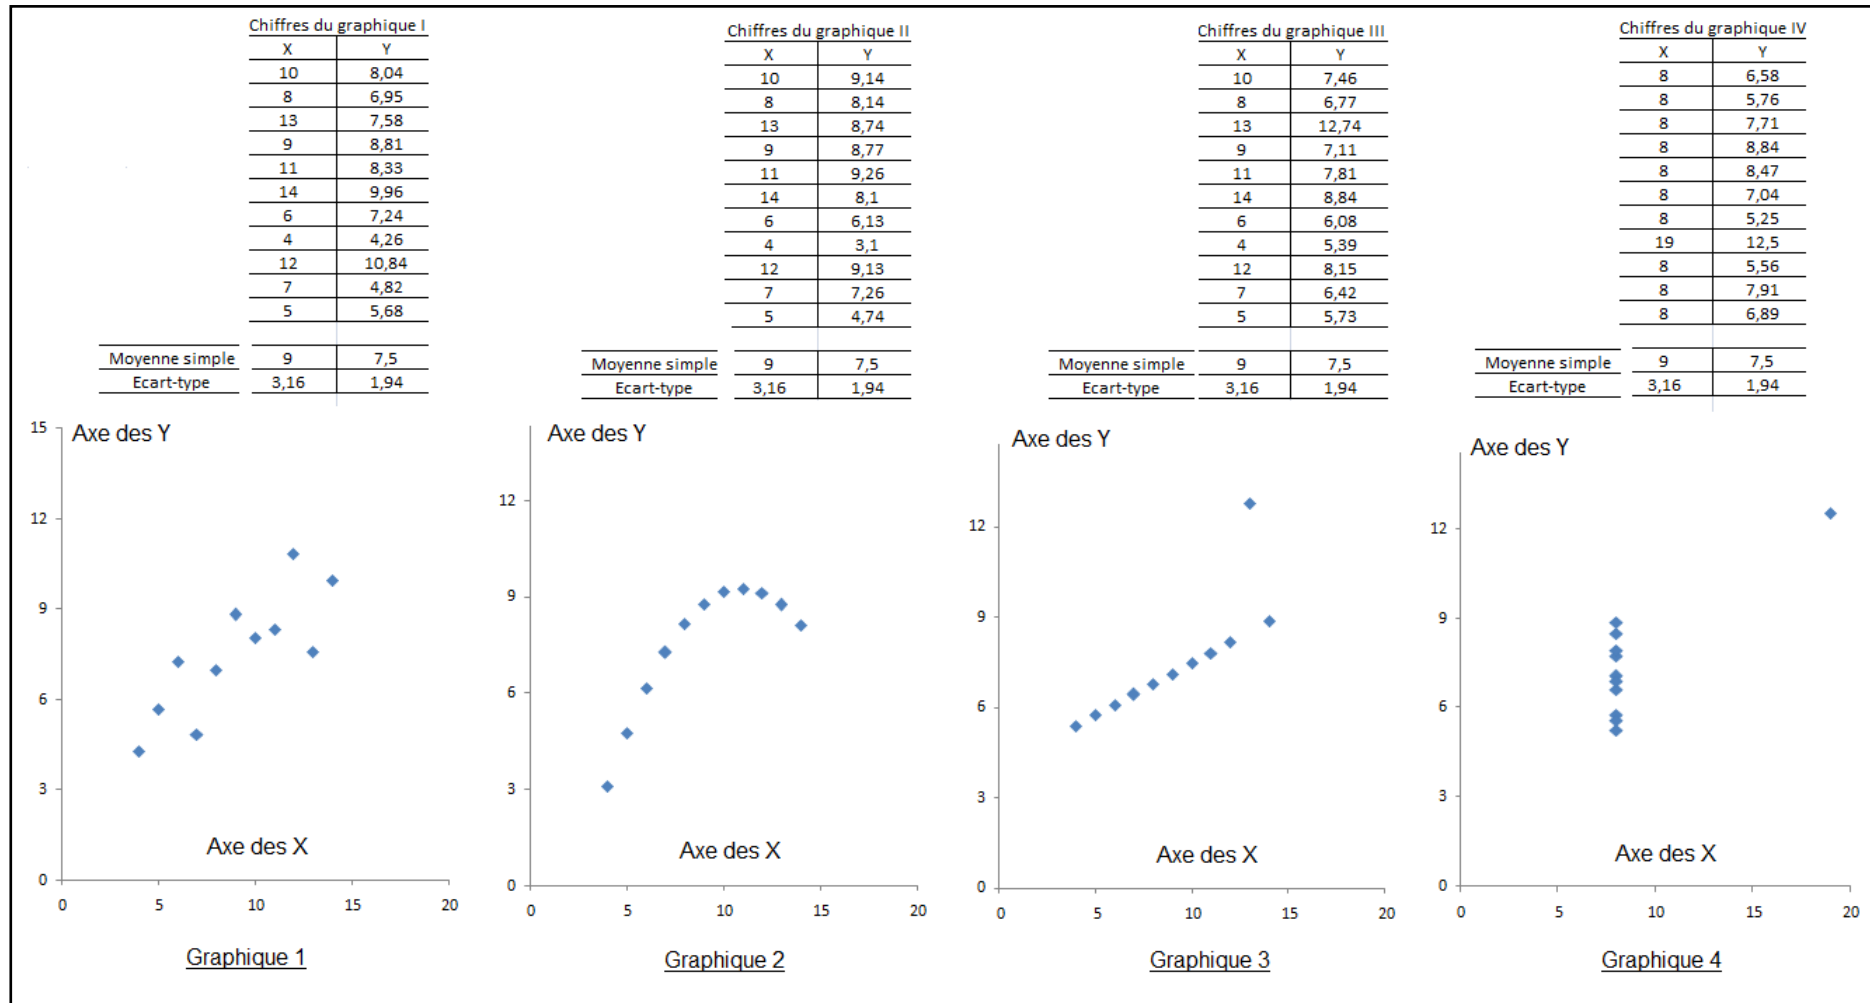 Chiffres du graphique I
X Y
10 8,04
8 6,95
13 7,58
9 8,81
11 8,33
14 9,96
6 7,24
4 4,26
12 10,84
7 4,82
5 5,68
Moyenne simple 9 7,5
Ecart-type 3,16 1,94
Chiffres du graphique II
X Y
10 9,14
8 8,14
13 8,74
9 8,77
11 9,26
14 8,1
6 6,13
4 3,1
12 9,13
7 7,26
5 4,74
Moyenne simple 9 7,5
Ecart-type 3,16 1,94
Chiffres du graphique III
X Y
10 7,46
8 6,77
13 12,74
9 7,11
11 7,81
14 8,84
6 6,08
4 5,39
12 8,15
7 6,42
5 5,73
Moyenne simple 9 7,5
Ecart-type 3,16 1,94
Chiffres du graphique IV
X Y
8 6,58
8 5,76
8 7,71
8 8,84
8 8,47
8 7,04
8 5,25
19 12,5
8 5,56
8 7,91
8 6,89
Moyenne simple 9 7,5
Ecart-type 3,16 1,94
Axe des Y
15
12
9
6
3
0
Axe des X
0 5 10 15 20
Graphique 1
Axe des Y
12
9
6
3
0
Axe des X
0 5 10 15 20
Graphique 2
Axe des Y
12
9
6
3
0
Axe des X
0 5 10 15 20
Graphique 3
Axe des Y
12
9
6
3
0
Axe des X
0 5 10 15 20
Graphique 4